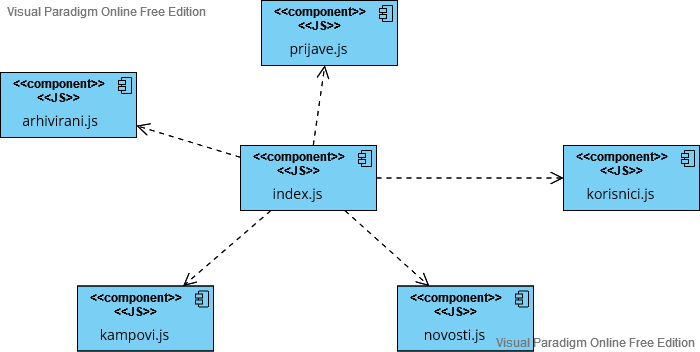 Visual Paradigm Online Free Edition
<<component>>
<<JS>>
prijave.js
<<component>>
<<JS>>
arhivirani.js
<<component>>
<<JS>>
index.js
<<component>>
<<JS>>
korisnici.js
<<component>>
<<JS>>
kampovi.js
<<component>>
<<JS>>
novosti.js
Visual Paradigm Online Free Edition